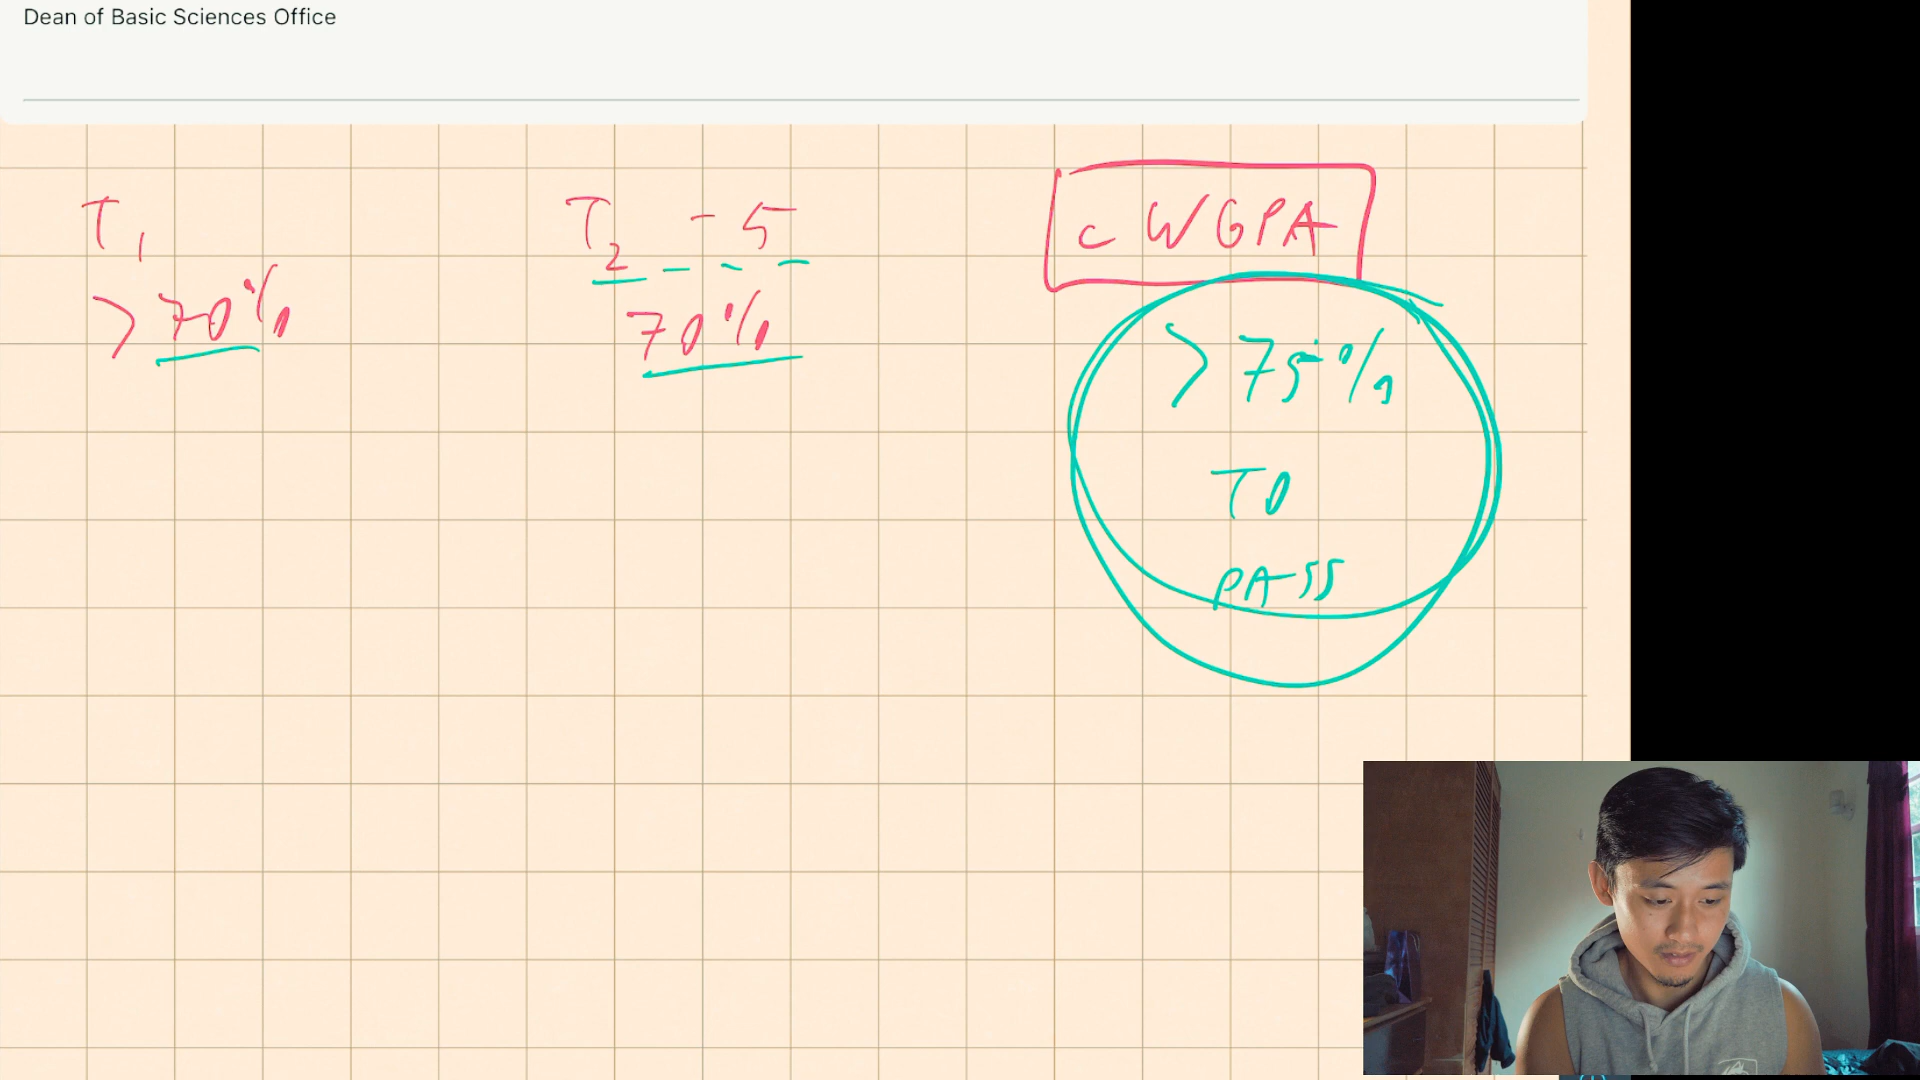 Dean of Basic Sciences Office
T1
>70%
T2 - 5
70%
cWGPA
>75%
TO
PASS